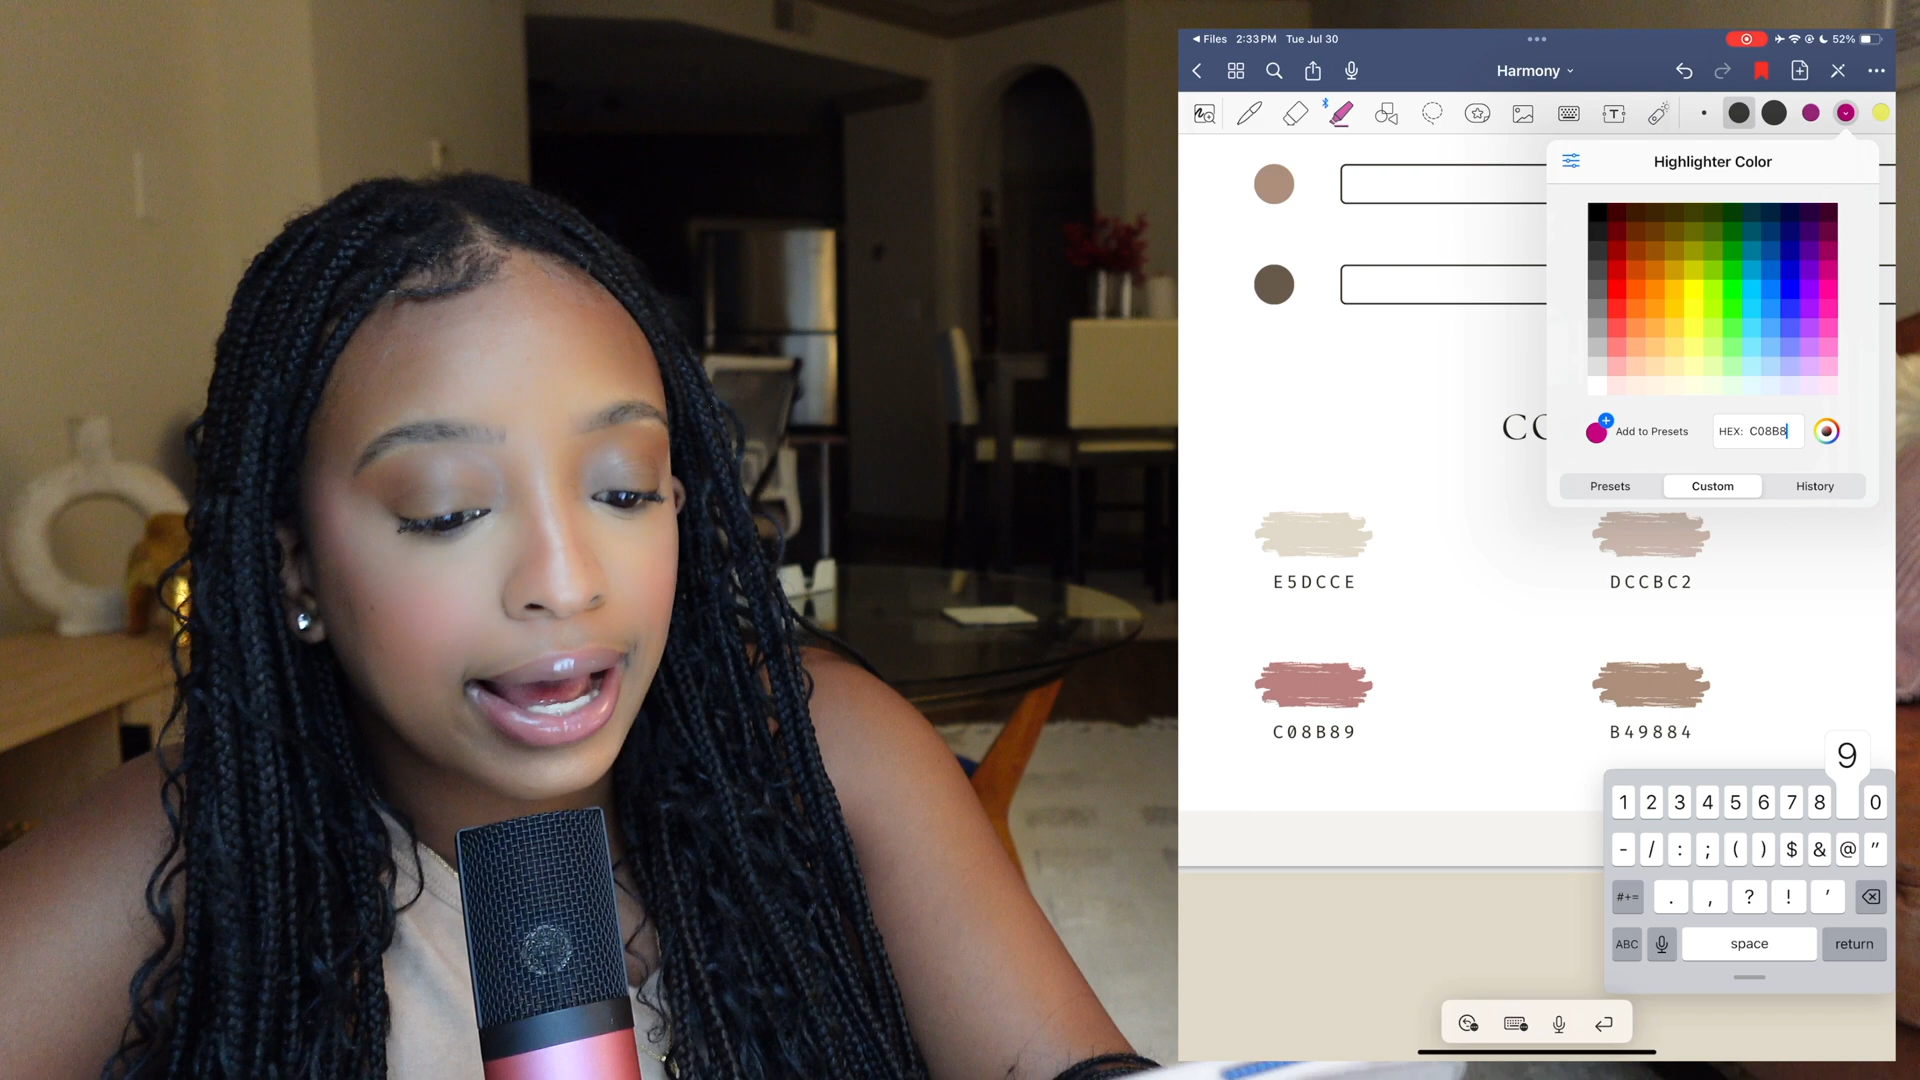 Files 2:33 PM Tue Jul 30
52%
Harmony
T
Highlighter Color
Add to Presets
HEX: C08B8
Presets Custom History
E5DCCE
DCCBC2
C08B89
B49884
9
1 2 3 4 5 6 7 8 0
- / : ; ( ) $ & @ "
#+= . , ? ! '
ABC space return